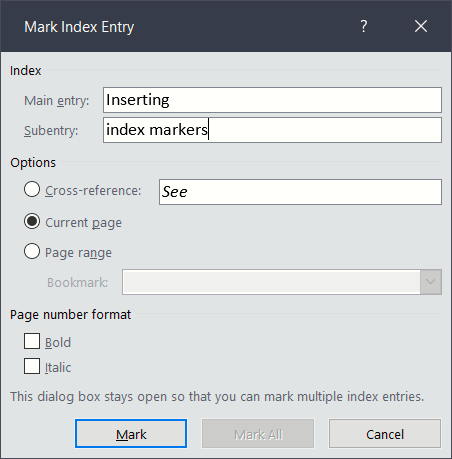 Mark Index Entry ?
Index
Main entry: Inserting
Subentry: index markers
Options
Cross-reference: See
Current page
Page range
Bookmark:
Page number format
Bold
Italic
This dialog box stays open so that you can mark multiple index entries.
Mark Mark All Cancel